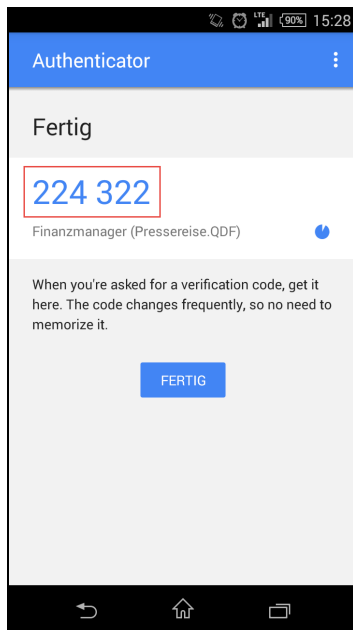 LTE 90% 15:28
Authenticator
Fertig
224 322
Finanzmanager (Pressereise.QDF)
When you're asked for a verification code, get it
here. The code changes frequently, so no need to
memorize it.
FERTIG